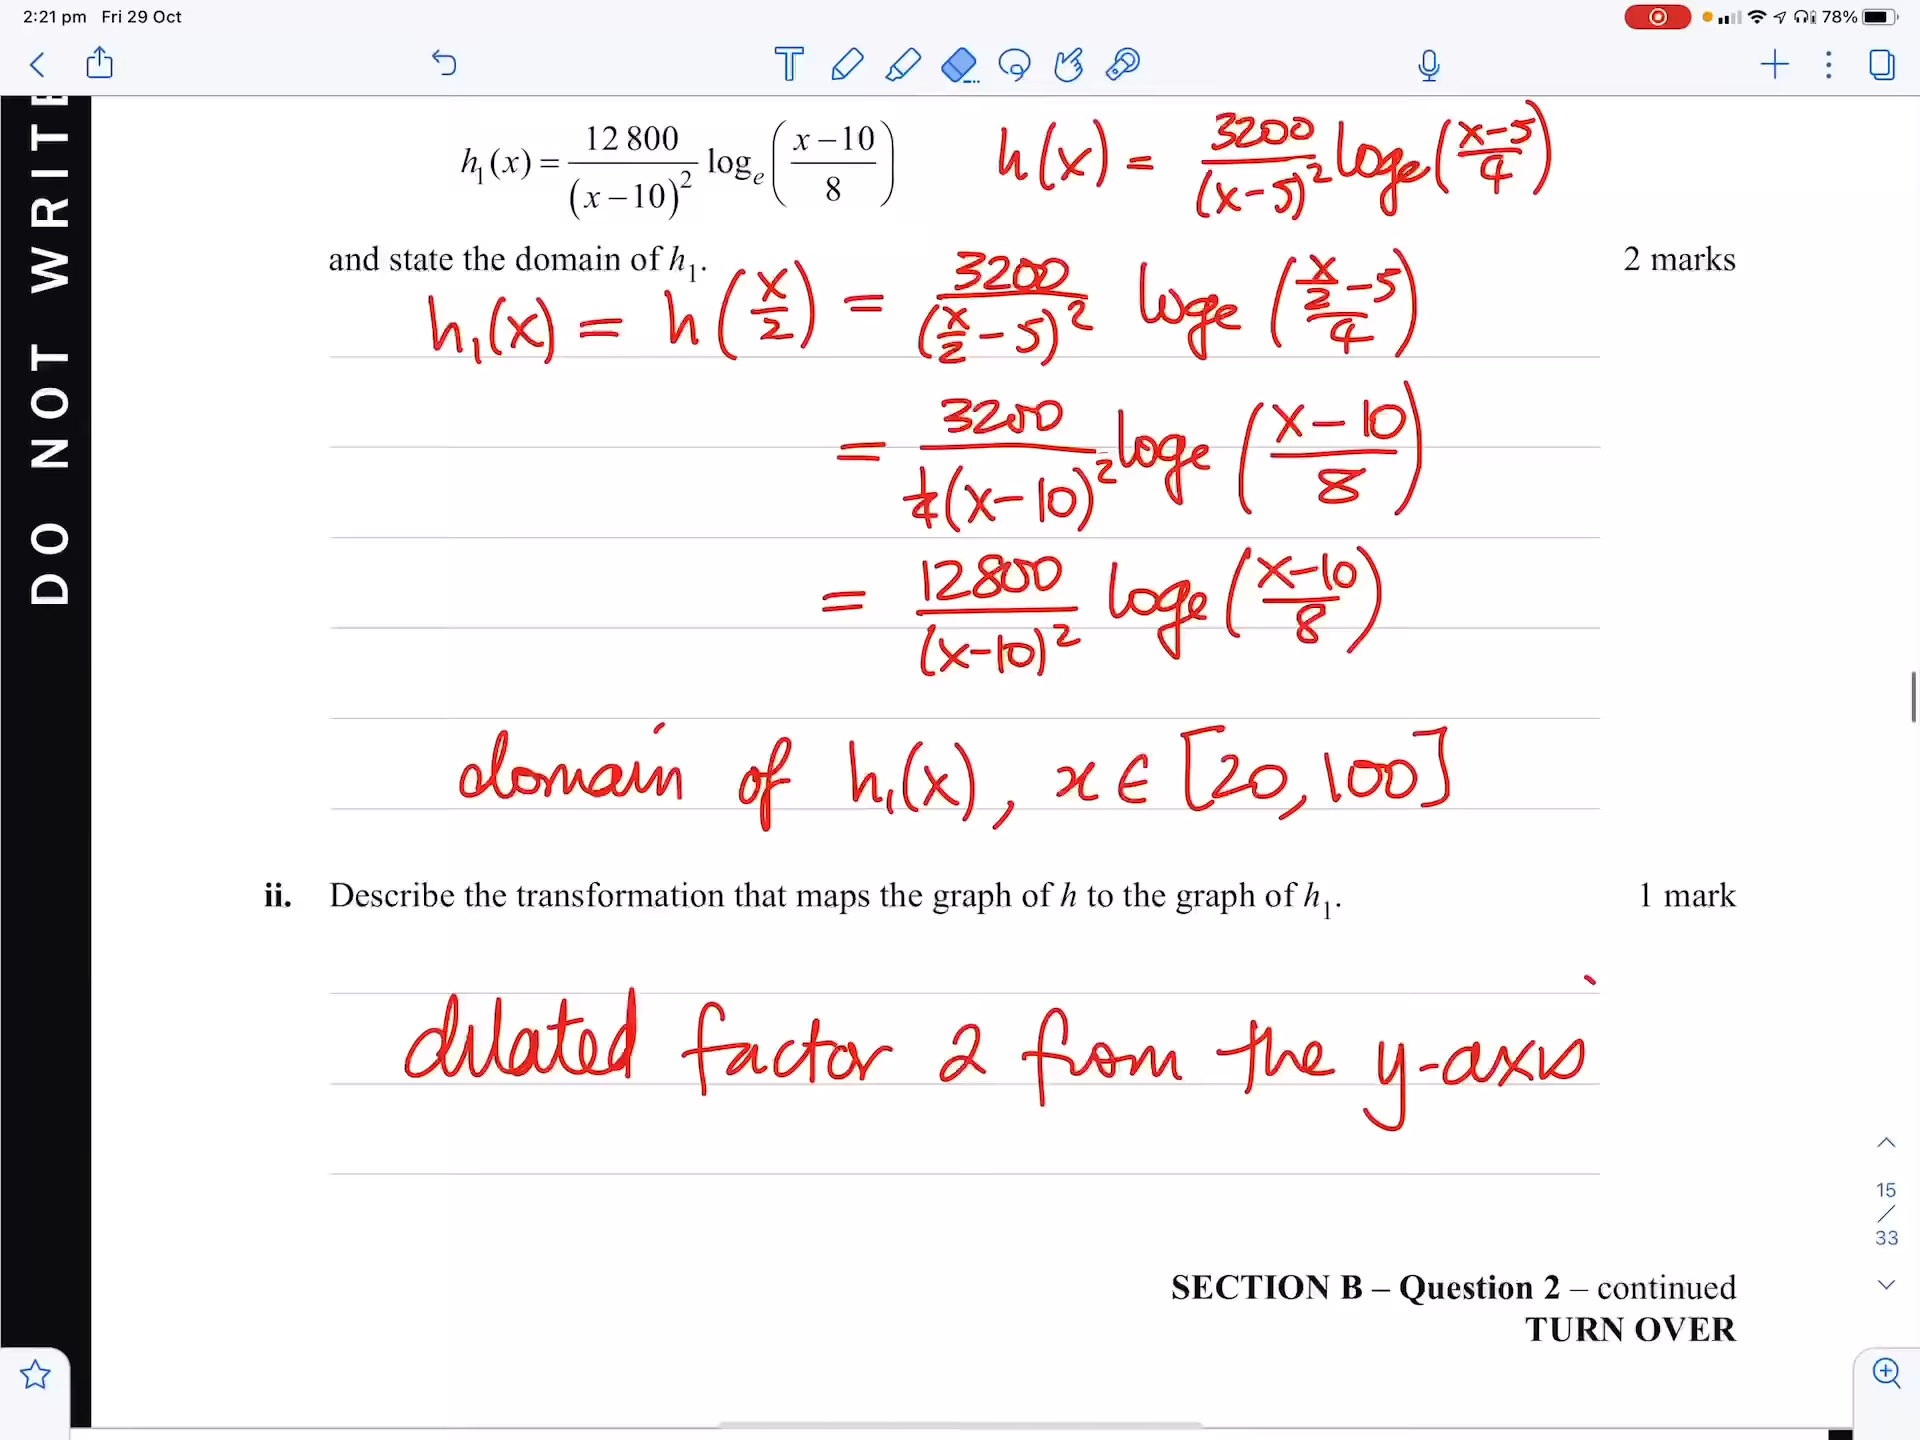 2:21 pm Fri 29 Oct
78%
DO NOT WRITE
h₁(x) = 12 800/(x − 10)² logₑ((x − 10)/8)
h(x) = 3200/(x−5)² loge((x−5)/4)
and state the domain of h₁.
2 marks
h₁(x) = h(x/2) = 3200/(x/2 − 5)² loge((x/2 − 5)/4)
= 3200/(1/4(x−10)²) loge((x−10)/8)
= 12800/(x−10)² loge((x−10)/8)
domain of h₁(x), x ∈ [20, 100]
ii. Describe the transformation that maps the graph of h to the graph of h₁.
1 mark
dilated factor 2 from the y-axis
15
/
33
SECTION B – Question 2 – continued
TURN OVER